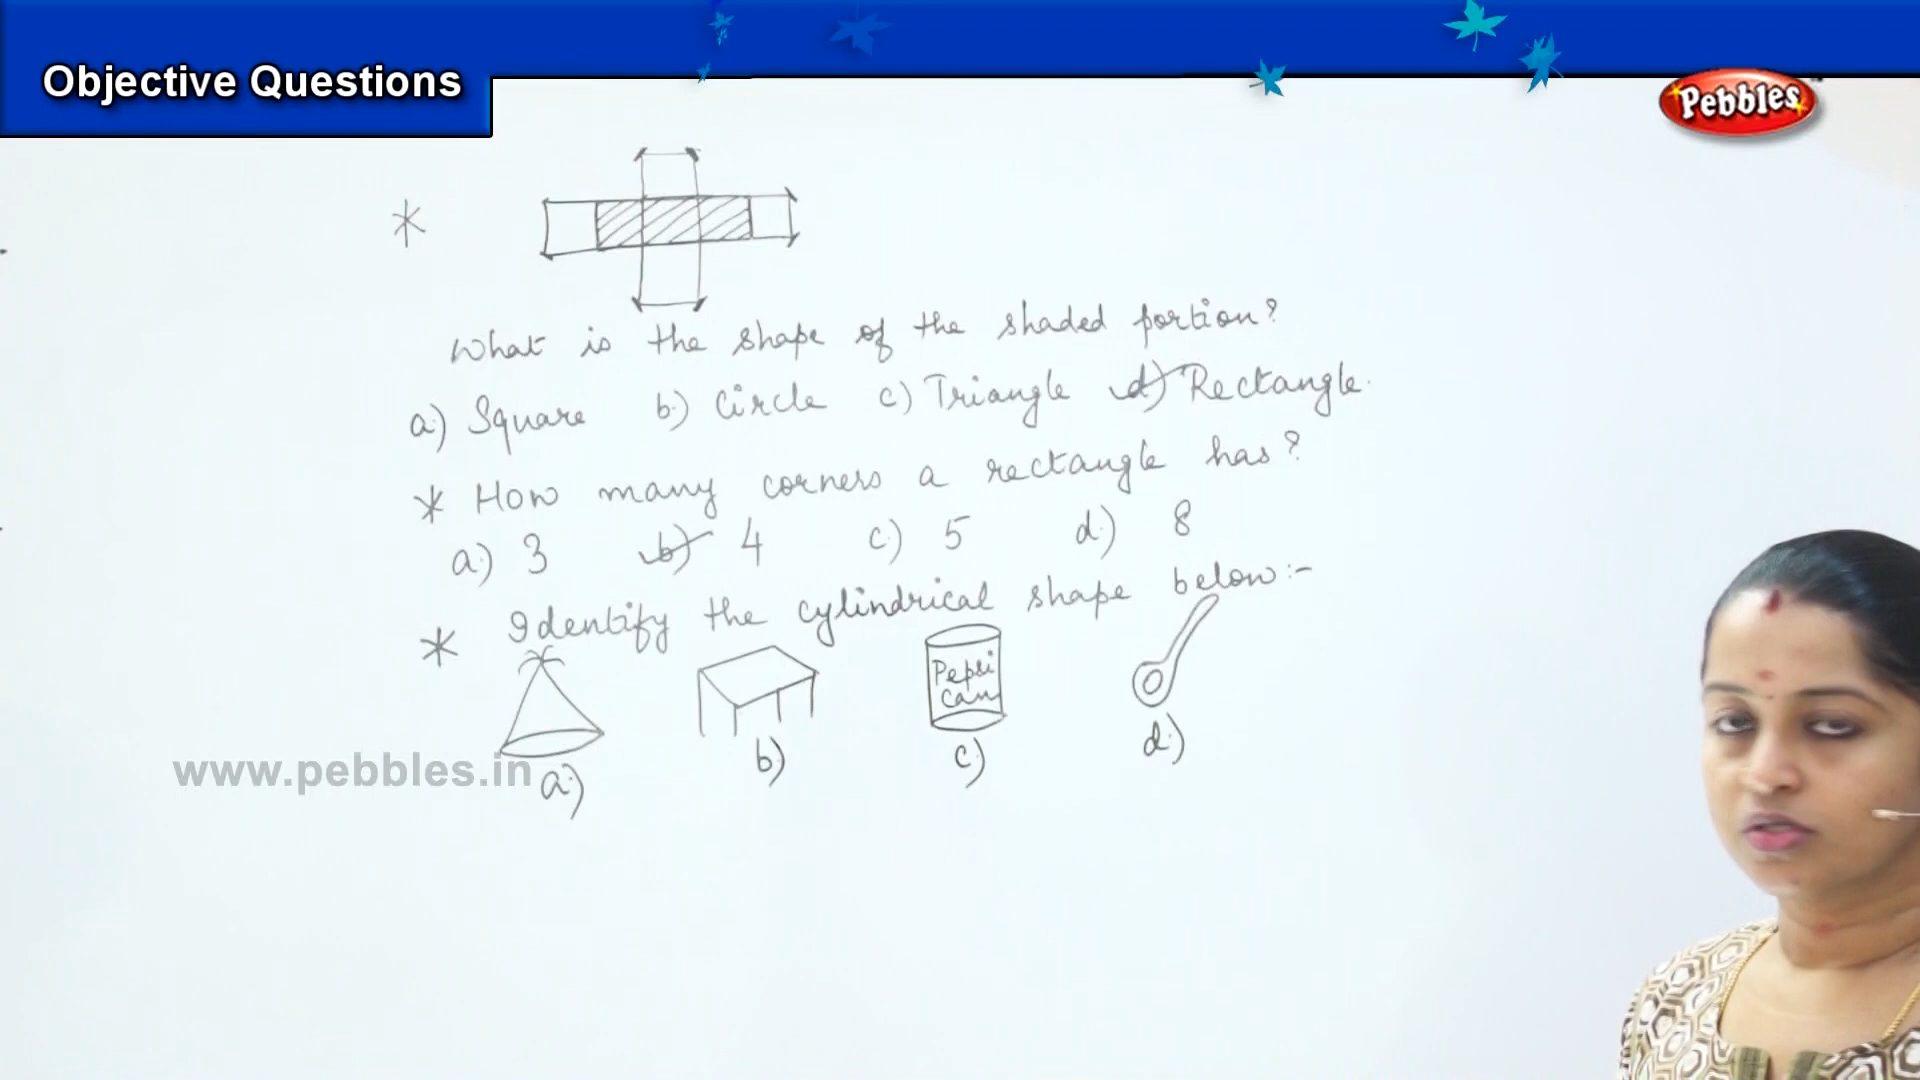 Objective Questions
Pebbles
* What is the shape of the shaded portion?
a) Square b) Circle c) Triangle d) Rectangle.
* How many corners a rectangle has?
a) 3 b) 4 c) 5 d) 8
* Identify the cylindrical shape below:-
Pepsi
Can
a) b) c) d)
www.pebbles.in